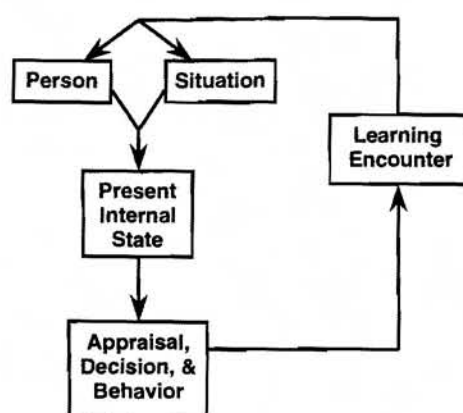 Person
Situation
Learning
Encounter
Present
Internal
State
Appraisal,
Decision, &
Behavior